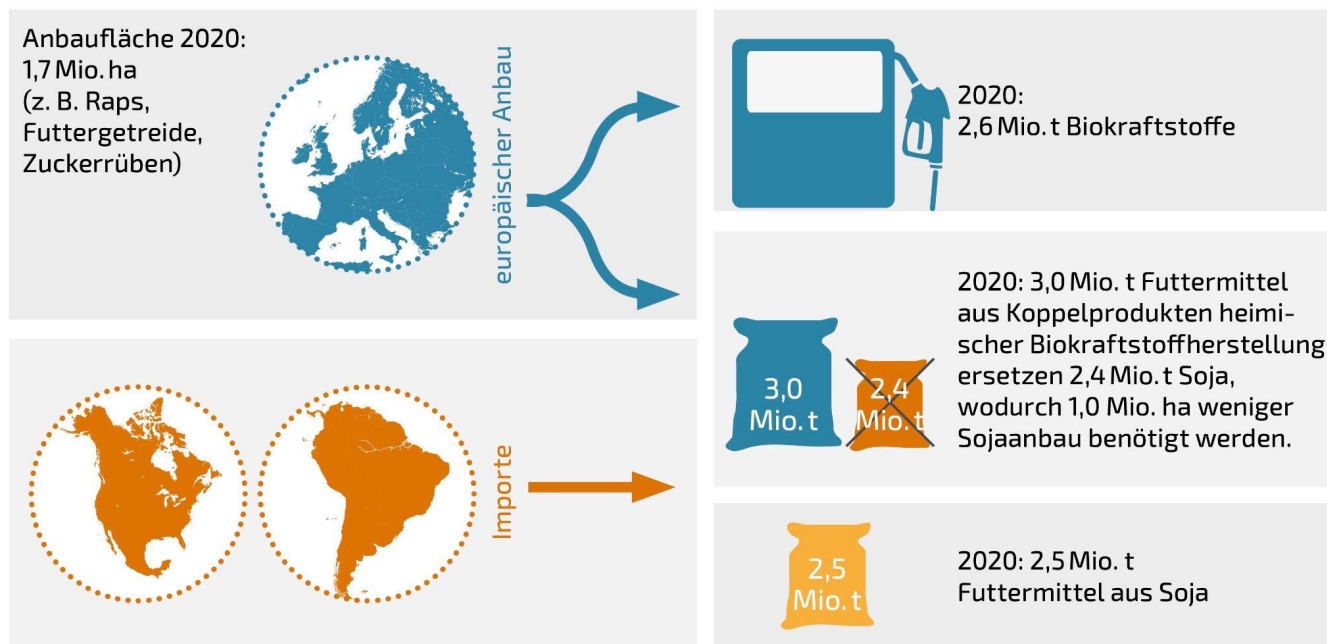 Anbaufläche 2020:
1,7 Mio. ha
(z. B. Raps,
Futtergetreide,
Zuckerrüben)
europäischer Anbau
2020:
2,6 Mio. t Biokraftstoffe
3,0
Mio. t
2,4
Mio. t
2020: 3,0 Mio. t Futtermittel
aus Koppelprodukten heimi-
scher Biokraftstoffherstellung
ersetzen 2,4 Mio. t Soja,
wodurch 1,0 Mio. ha weniger
Sojaanbau benötigt werden.
Importe
2,5
Mio. t
2020: 2,5 Mio. t
Futtermittel aus Soja